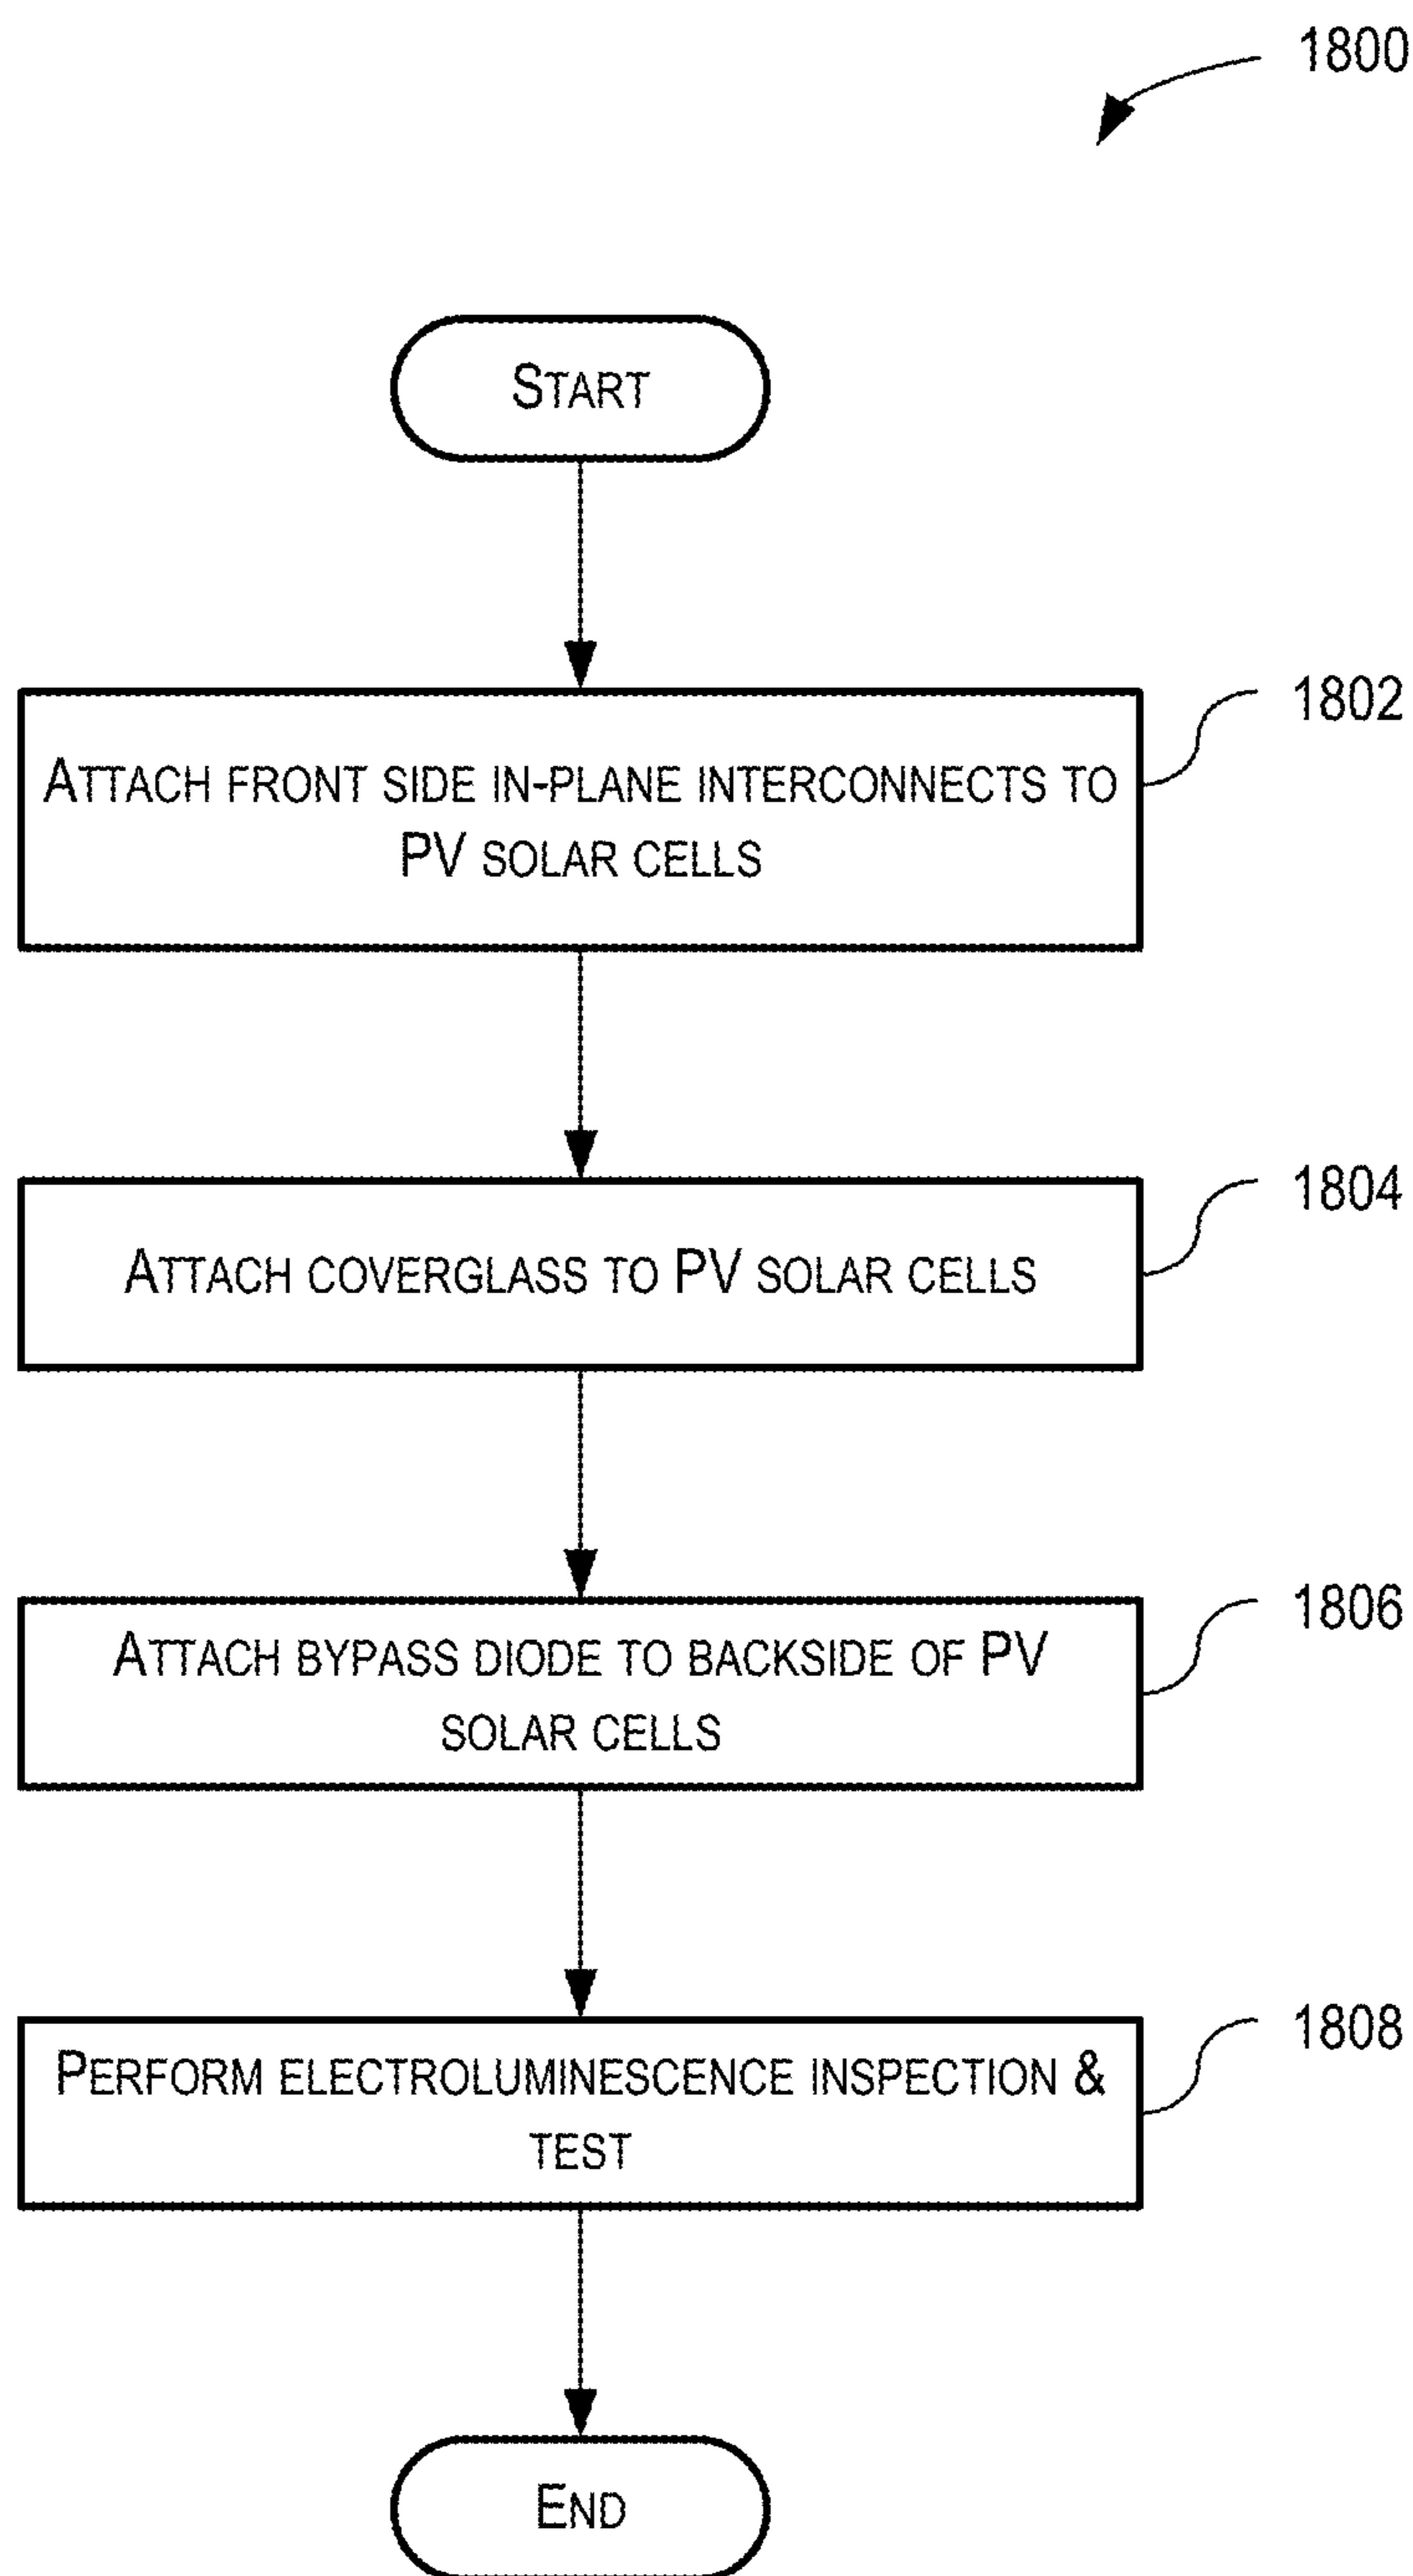 1800
START
1802
ATTACH FRONT SIDE IN-PLANE INTERCONNECTS TO
PV SOLAR CELLS
1804
ATTACH COVERGLASS TO PV SOLAR CELLS
1806
ATTACH BYPASS DIODE TO BACKSIDE OF PV
SOLAR CELLS
1808
PERFORM ELECTROLUMINESCENCE INSPECTION &
TEST
END